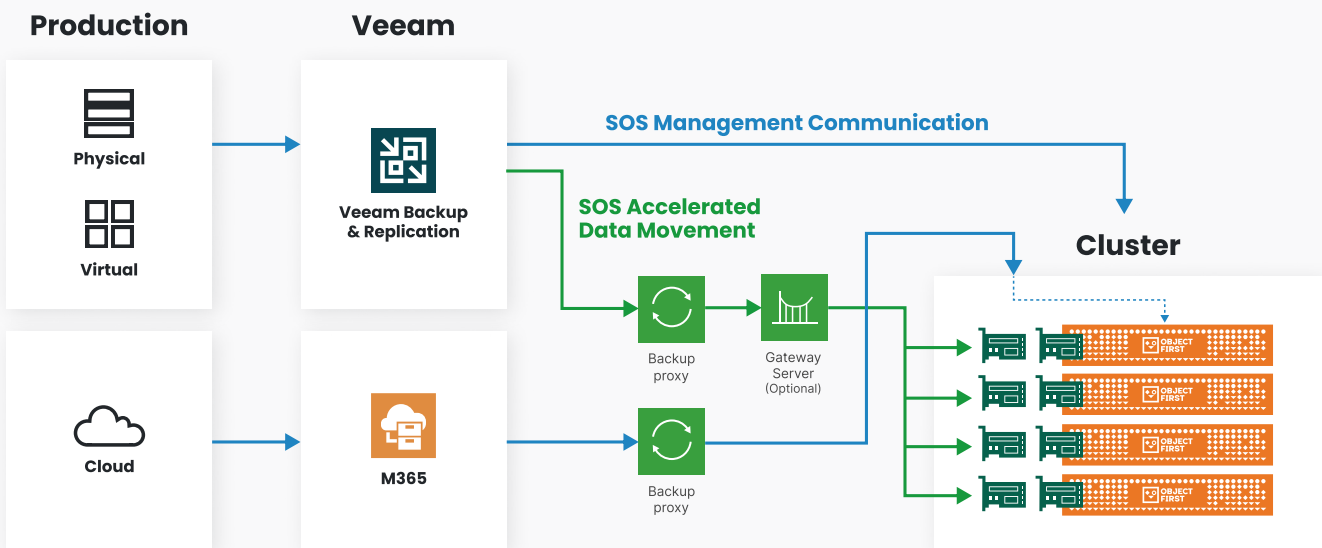 Production
Veeam
Physical
Virtual
Veeam Backup
& Replication
SOS Management Communication
SOS Accelerated
Data Movement
Cluster
Backup
proxy
Gateway
Server
(Optional)
OBJECT
FIRST
OBJECT
FIRST
OBJECT
FIRST
OBJECT
FIRST
Cloud
M365
Backup
proxy